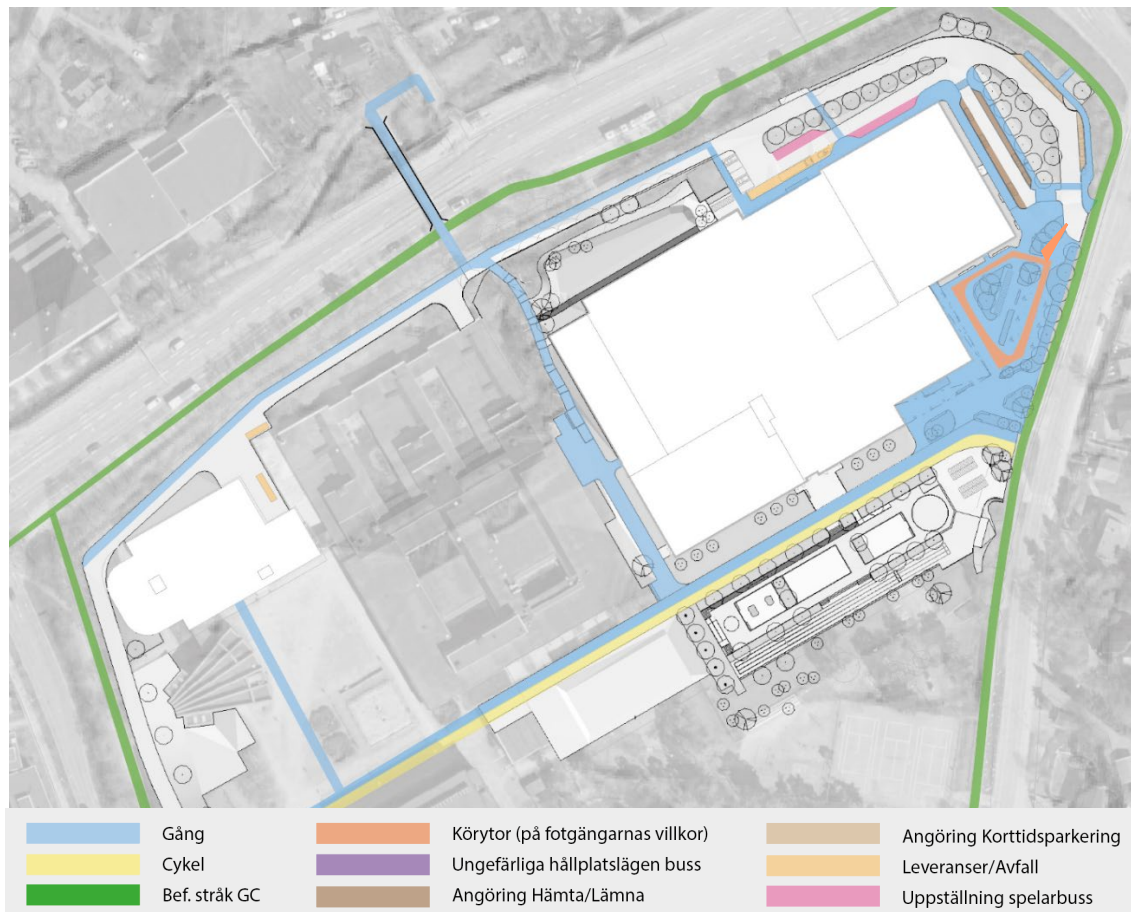 Gång
Cykel
Bef. stråk GC
Körytor (på fotgängarnas villkor)
Ungefärliga hållplatslägen buss
Angöring Hämta/Lämna
Angöring Korttidsparkering
Leveranser/Avfall
Uppställning spelarbuss